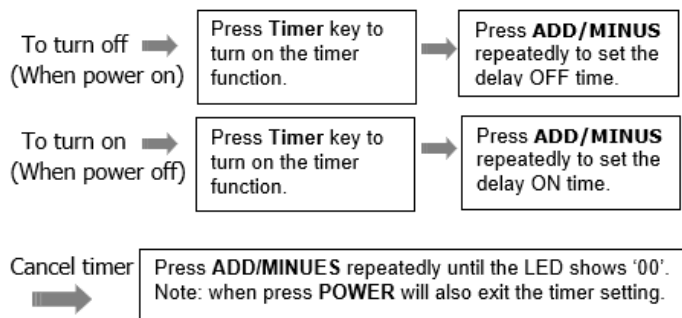 To turn off
(When power on)
Press Timer key to
turn on the timer
function.
Press ADD/MINUS
repeatedly to set the
delay OFF time.
To turn on
(When power off)
Press Timer key to
turn on the timer
function.
Press ADD/MINUS
repeatedly to set the
delay ON time.
Cancel timer
Press ADD/MINUES repeatedly until the LED shows ‘00’.
Note: when press POWER will also exit the timer setting.